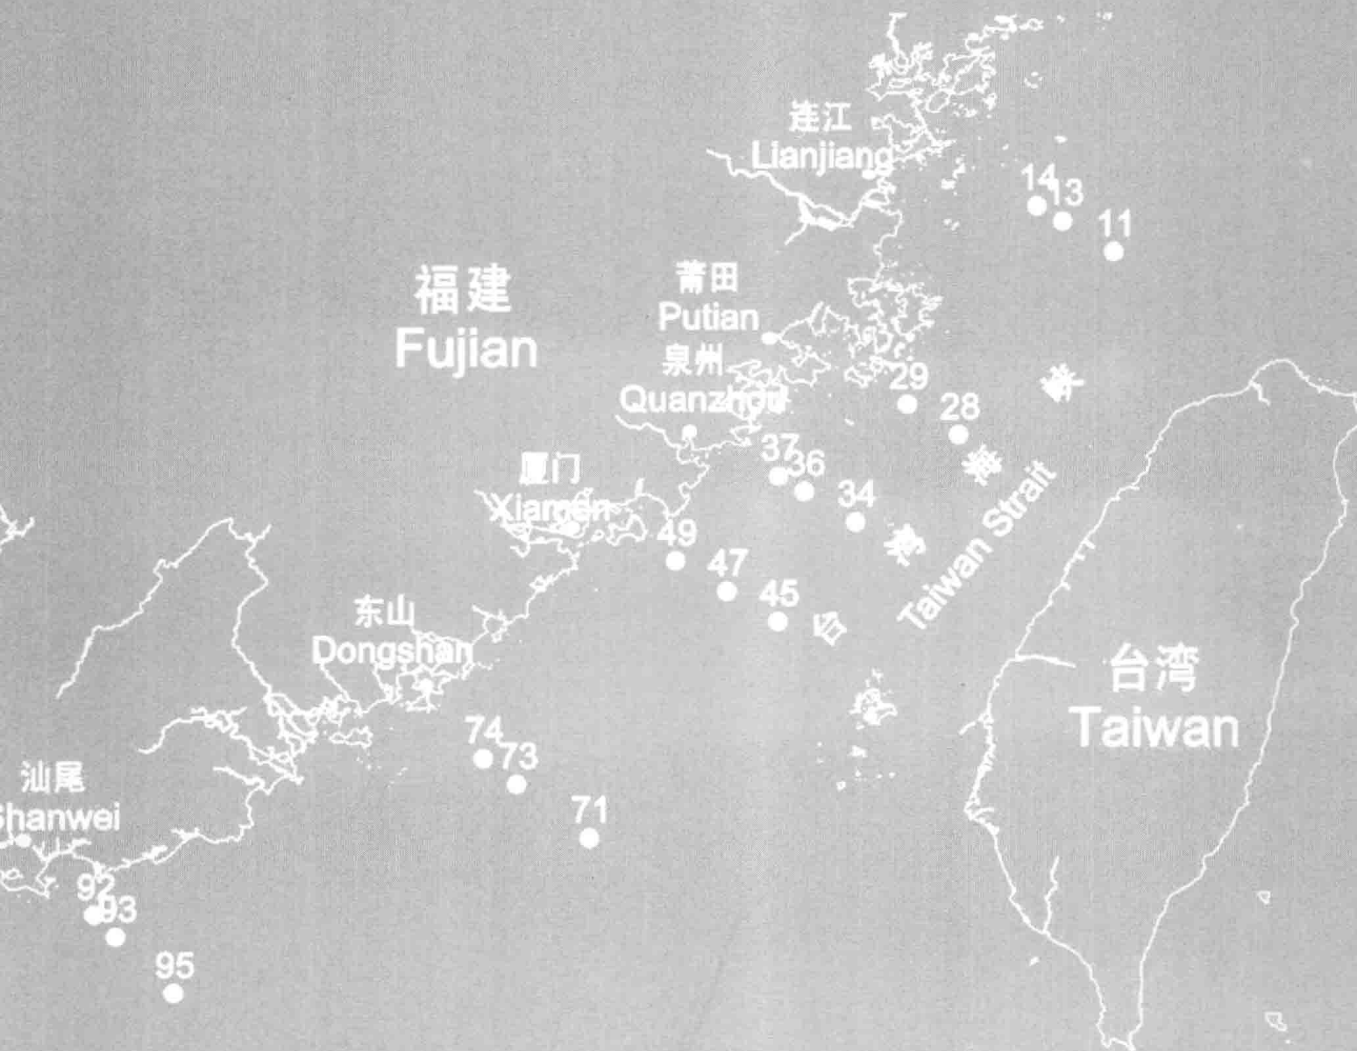 连江
Lianjiang
14
13
11
福建
Fujian
莆田
Putian
泉州
Quanzhou
29
28
37
36
34
厦门
Xiamen
49
47
45
台湾海峡
Taiwan Strait
东山
Dongshan
台湾
Taiwan
74
73
71
汕尾
Shanwei
92
93
95